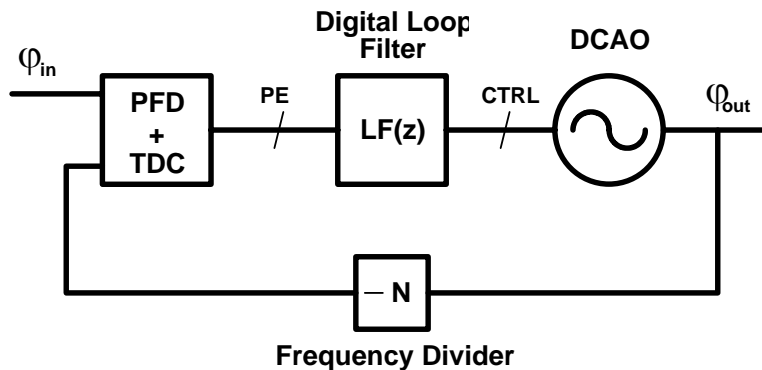 Digital Loop
Filter
DCAO
φin
PFD
+
TDC
PE
LF(z)
CTRL
φout
— N
Frequency Divider